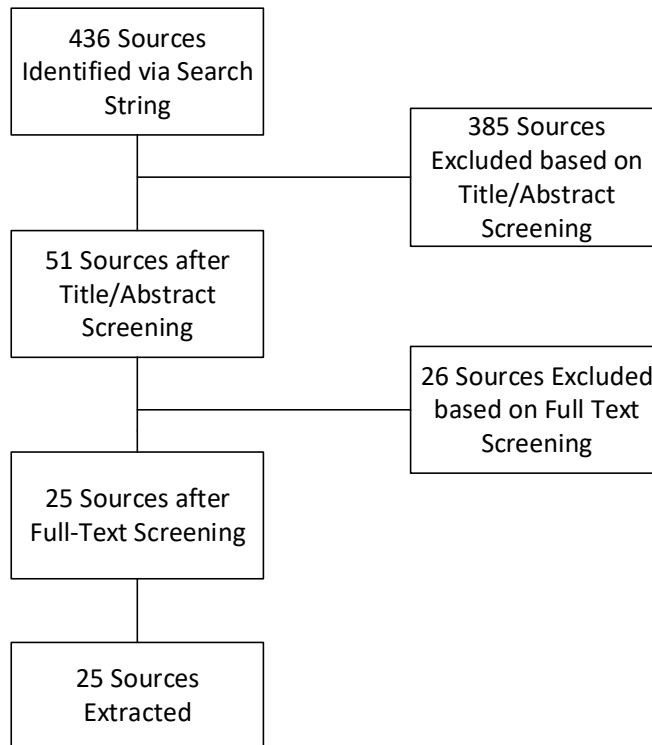 436 Sources
Identified via Search
String
385 Sources
Excluded based on
Title/Abstract
Screening
51 Sources after
Title/Abstract
Screening
26 Sources Excluded
based on Full Text
Screening
25 Sources after
Full-Text Screening
25 Sources
Extracted